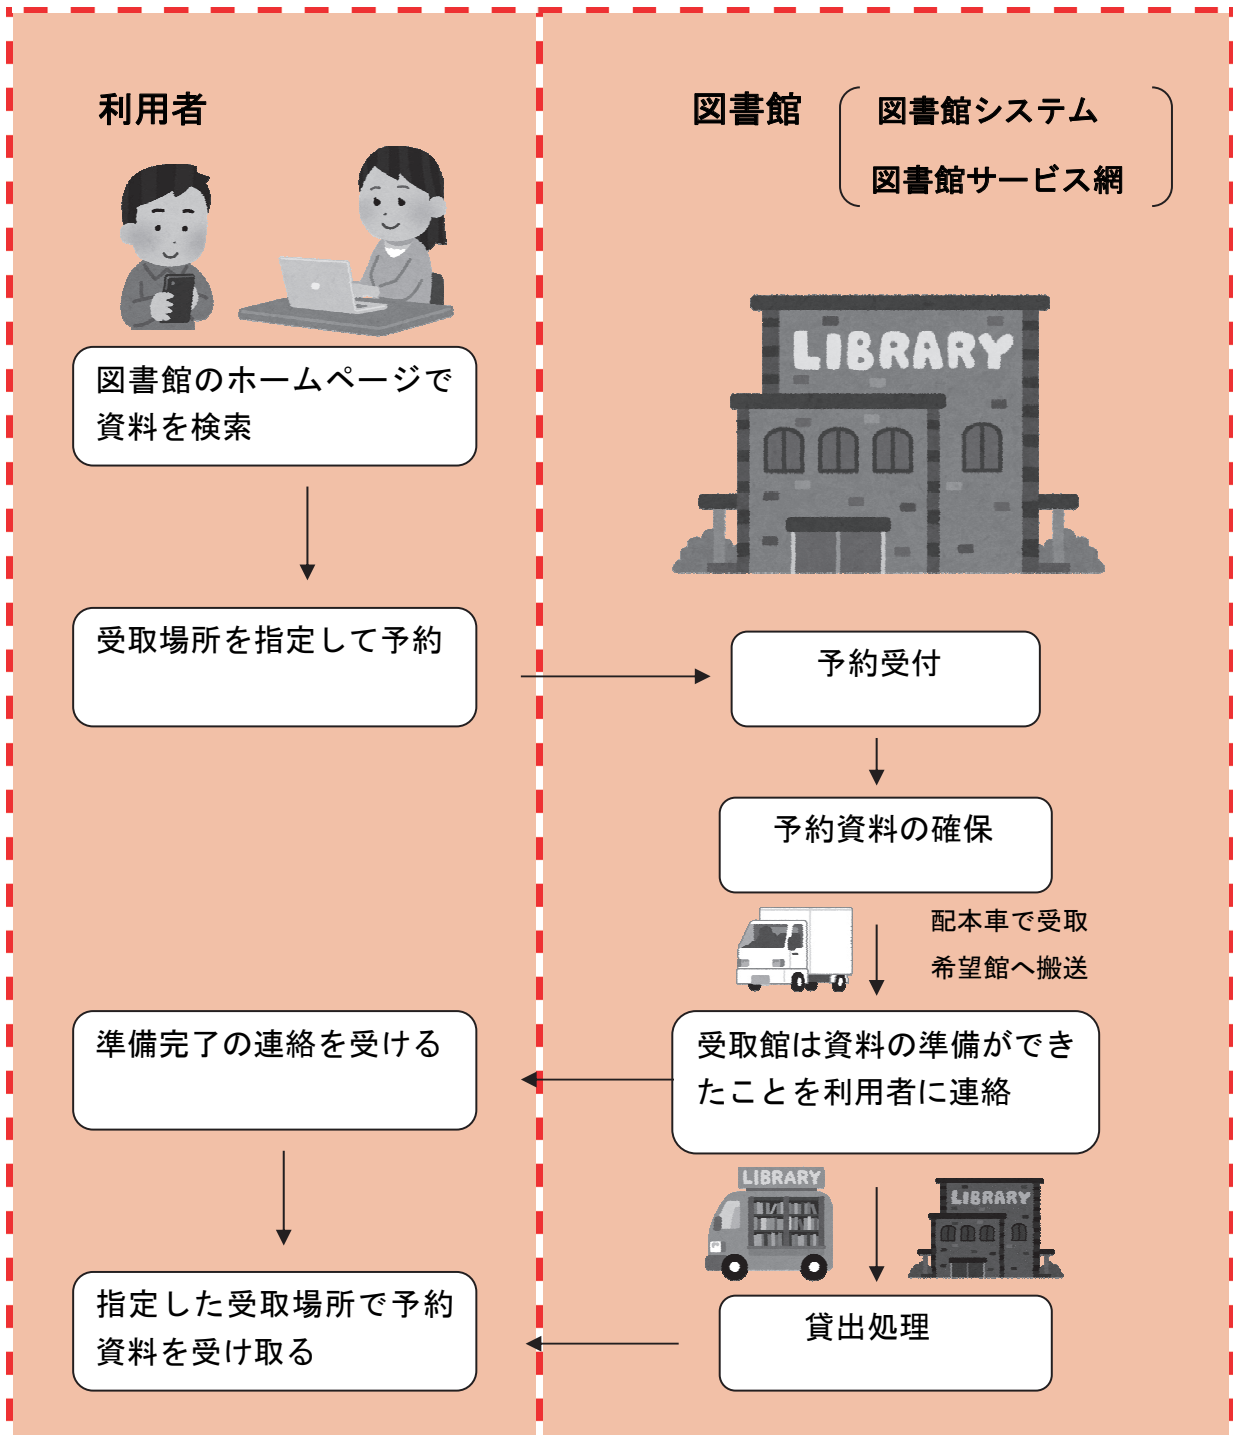 利用者
図書館
図書館システム
図書館サービス網
LIBRARY
図書館のホームページで
資料を検索
受取場所を指定して予約
予約受付
予約資料の確保
配本車で受取
希望館へ搬送
準備完了の連絡を受ける
受取館は資料の準備ができ
たことを利用者に連絡
LIBRARY
LIBRARY
指定した受取場所で予約
資料を受け取る
貸出処理